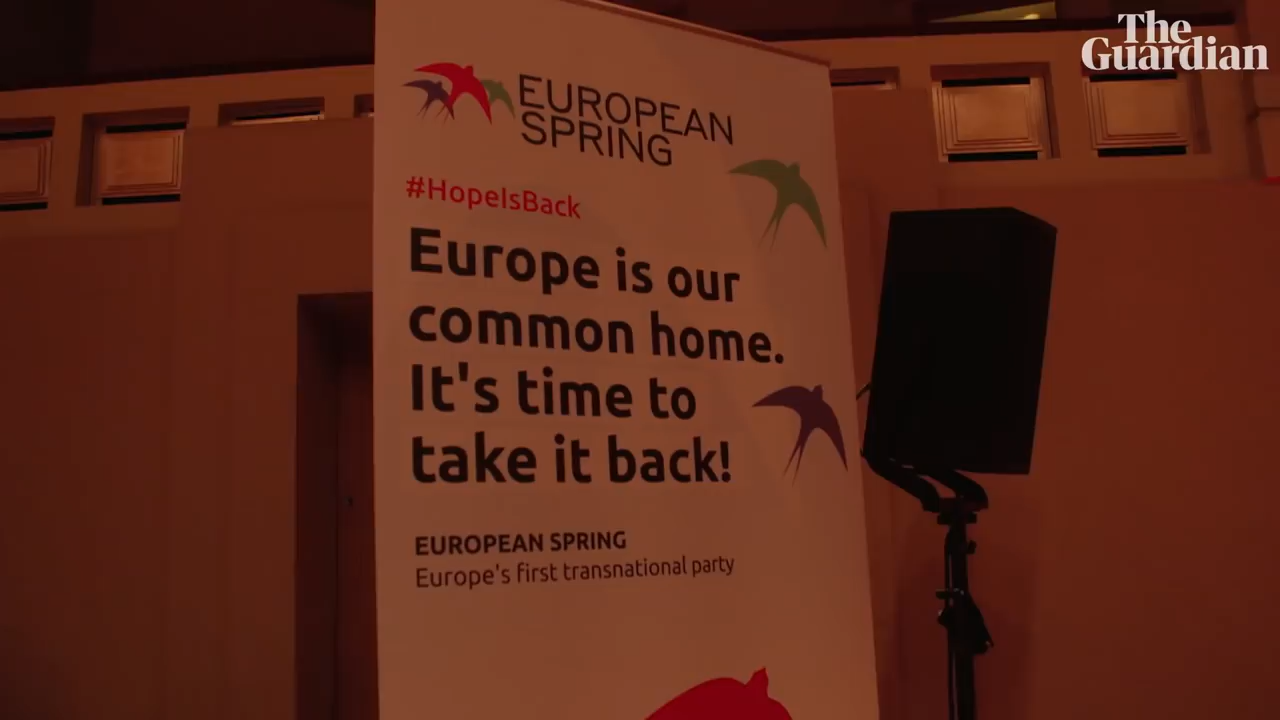 The
Guardian
EUROPEAN
SPRING
#HopeIsBack
Europe is our
common home.
It's time to
take it back!
EUROPEAN SPRING
Europe's first transnational party